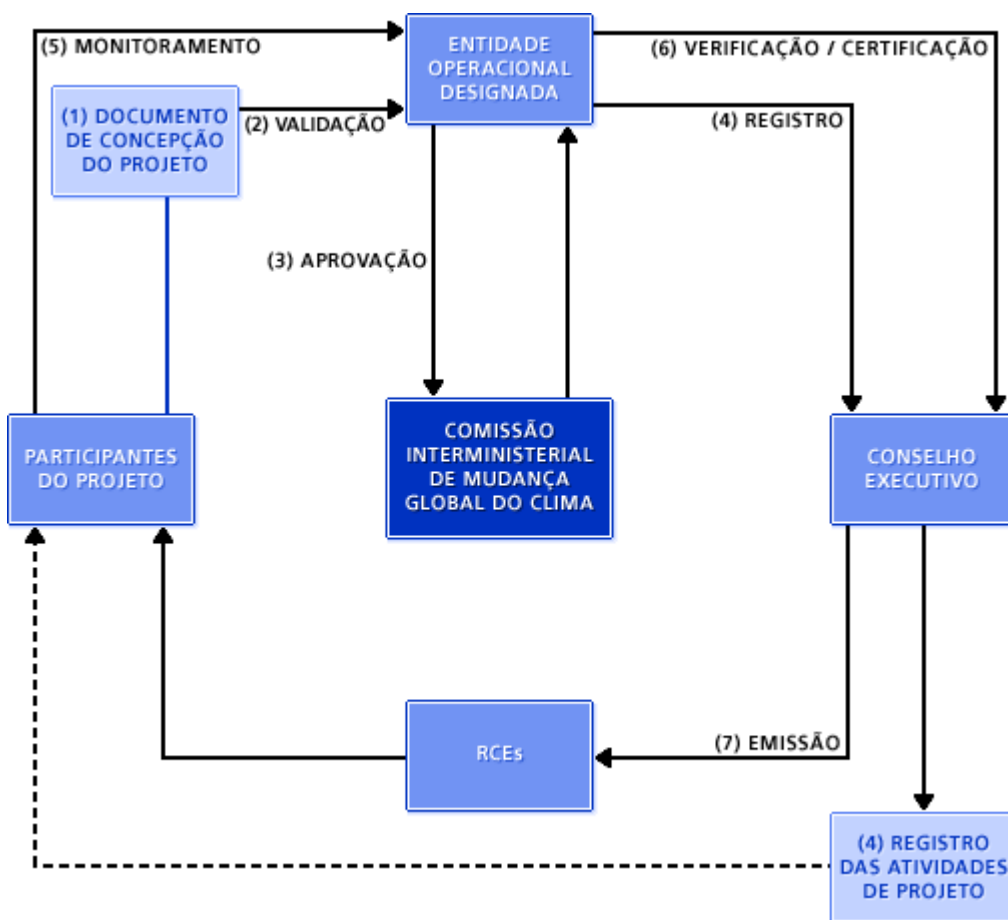 (5) MONITORAMENTO
ENTIDADE
OPERACIONAL
DESIGNADA
(6) VERIFICAÇÃO / CERTIFICAÇÃO
(1) DOCUMENTO
DE CONCEPÇÃO
DO PROJETO
(2) VALIDAÇÃO
(4) REGISTRO
(3) APROVAÇÃO
PARTICIPANTES
DO PROJETO
COMISSÃO
INTERMINISTERIAL
DE MUDANÇA
GLOBAL DO CLIMA
CONSELHO
EXECUTIVO
RCEs
(7) EMISSÃO
(4) REGISTRO
DAS ATIVIDADES
DE PROJETO